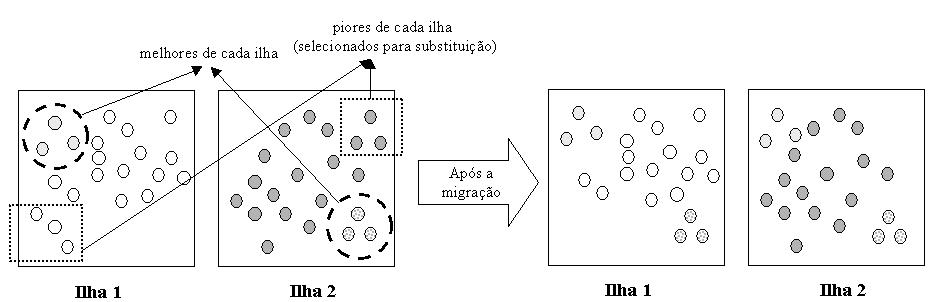 piores de cada ilha
(selecionados para substituição)
melhores de cada ilha
Após a
migração
Ilha 1
Ilha 2
Ilha 1
Ilha 2